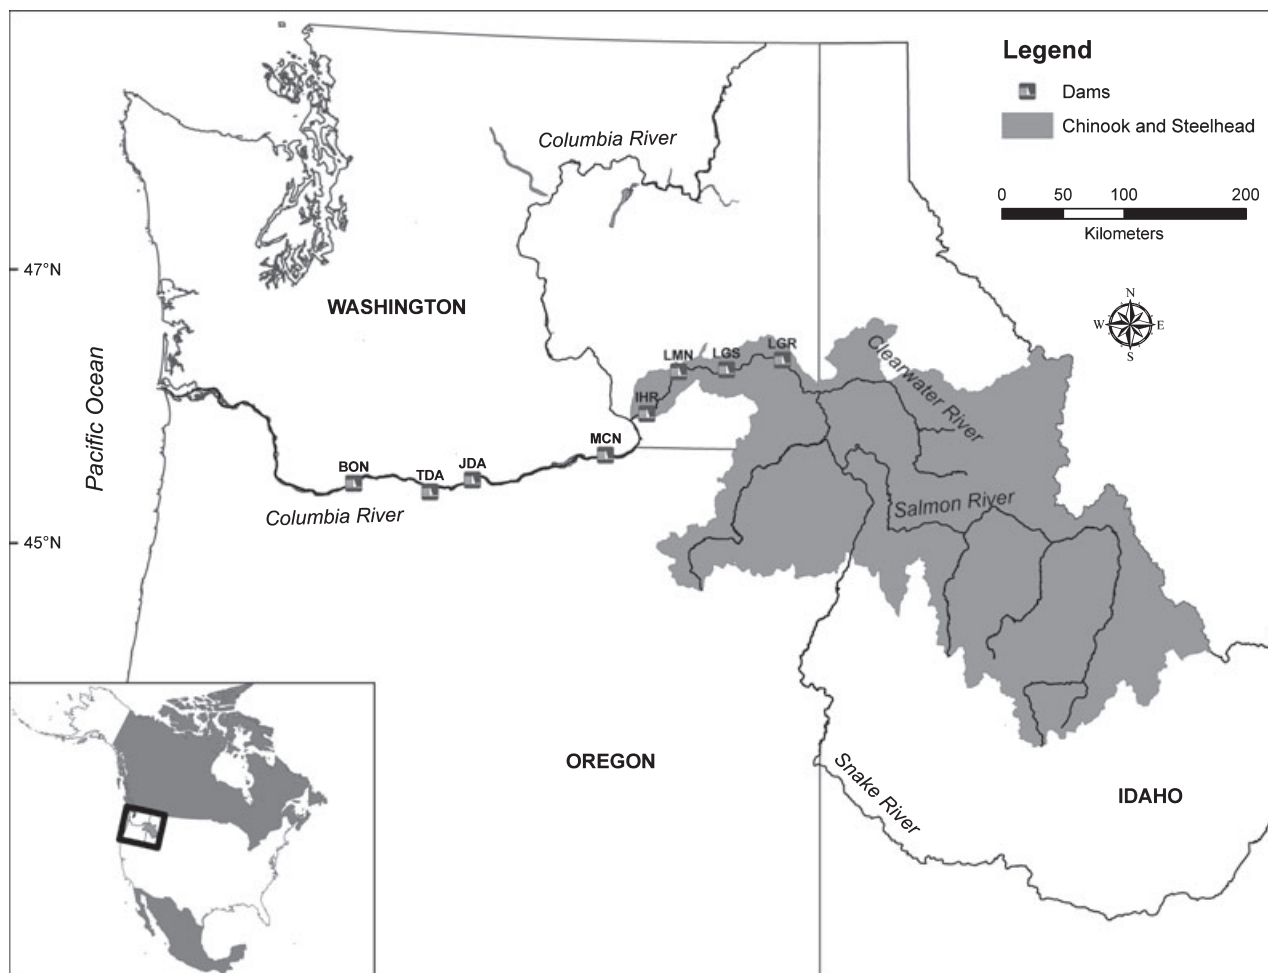 Legend
Dams
Chinook and Steelhead
0 50 100 200
Kilometers
N
W E
S
Columbia River
47°N
WASHINGTON
Pacific Ocean
LMN LGS LGR
IHR
Clearwater River
MCN
BON TDA JDA
Columbia River
Salmon River
45°N
OREGON
Snake River
IDAHO